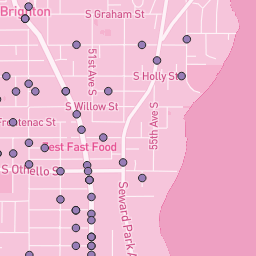 Brighton
S Graham St
51st Ave S
S Holly St
S Willow St
Frontenac St
55th Ave S
Fest Fast Food
S Othello St
Seward Park A